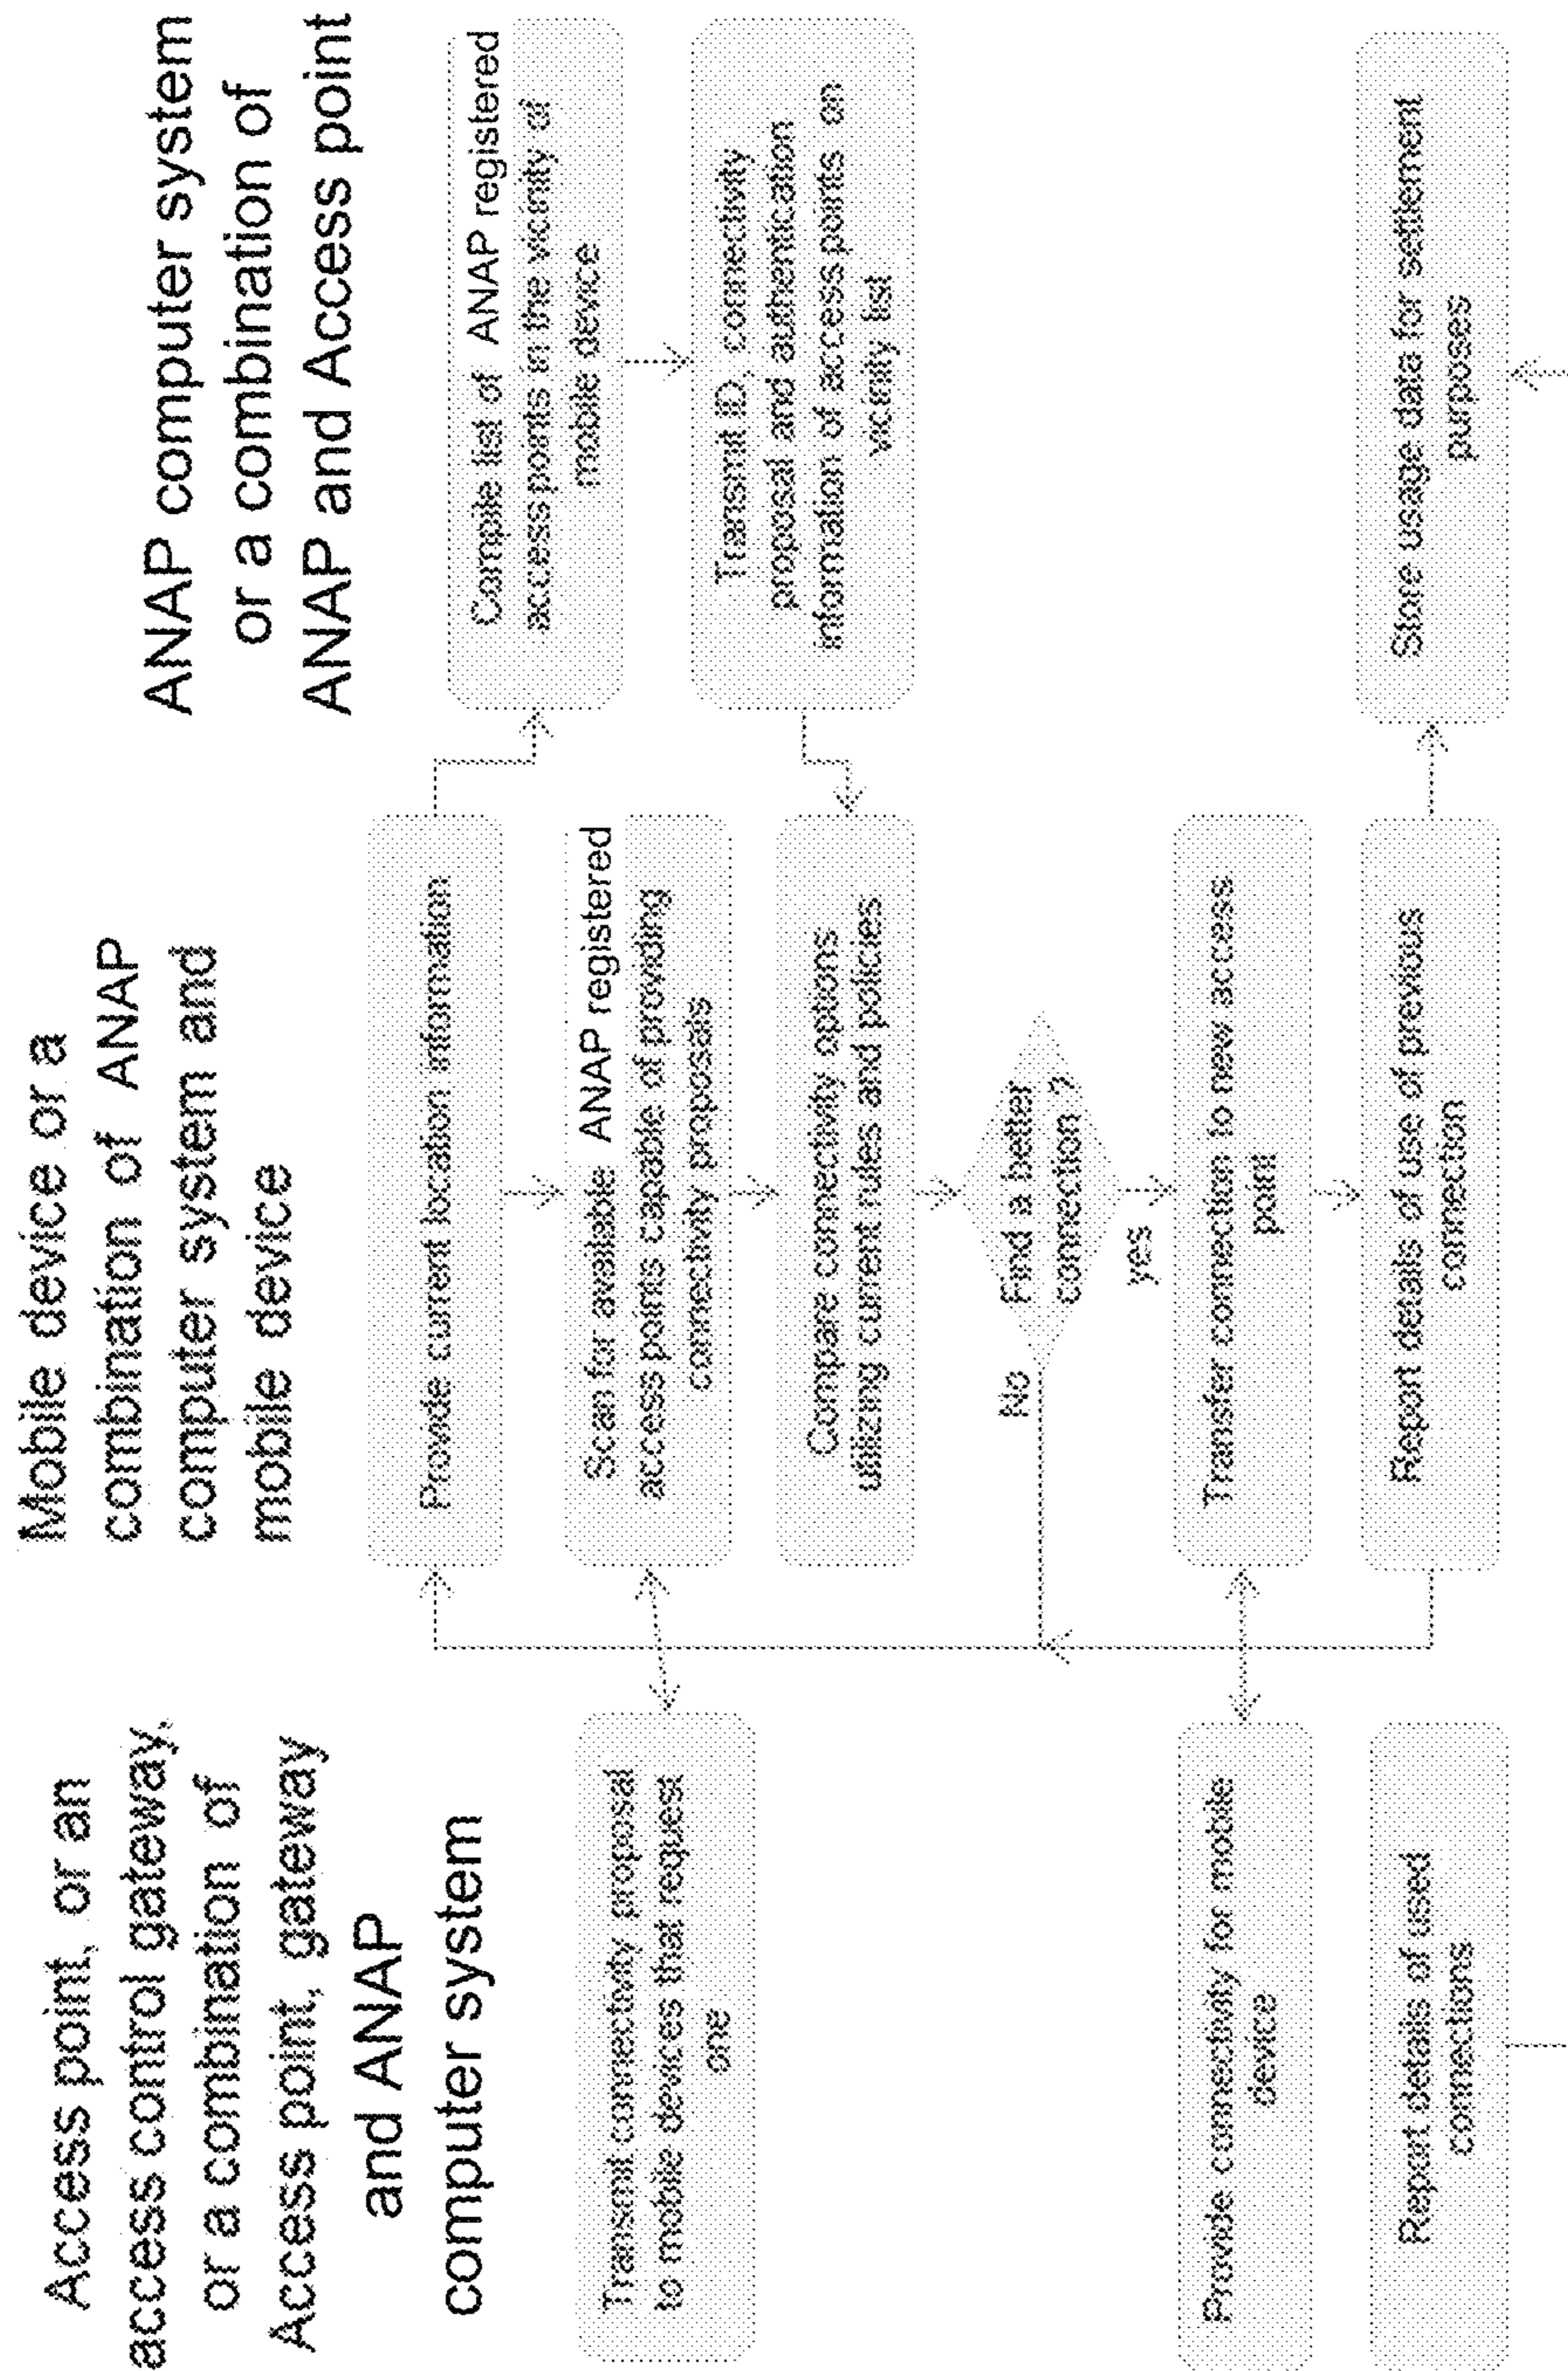 Access point, or an
access control gateway,
or a combination of
Access point, gateway
and ANAP
computer system
Transmit connectivity proposal
to mobile devices that request
one
Provide connectivity for mobile
device
Report details of used
connections
Mobile device or a
combination of ANAP
computer system and
mobile device
Provide current location information
Scan for available ANAP registered
access points capable of providing
connectivity proposals
Compare connectivity options
utilizing current rules and policies
Find a better
connection ?
No
yes
Transfer connection to new access
point
Report details of use of previous
connection
ANAP computer system
or a combination of
ANAP and Access point
Compile list of ANAP registered
access points in the vicinity of
mobile device
Transmit ID, connectivity
proposal and authentication
information of access points on
vicinity list
Store usage data for settlement
purposes